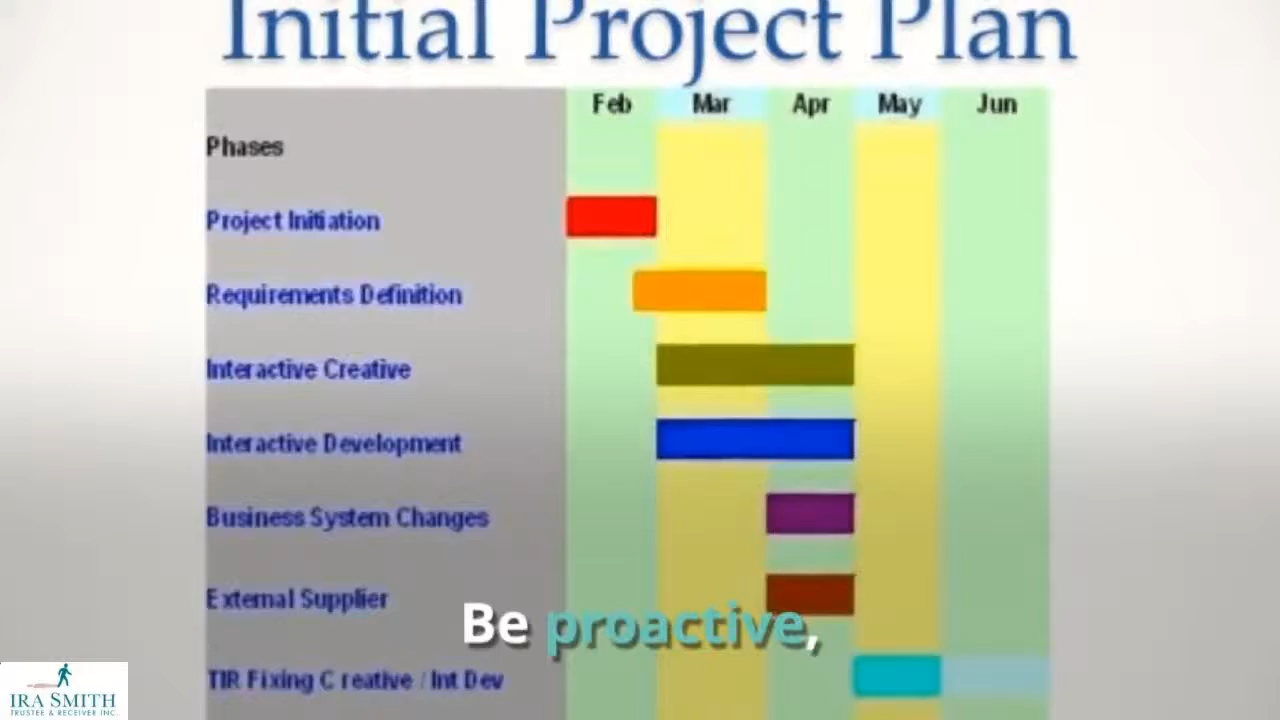 Initial Project Plan
Feb Mar Apr May Jun
Phases
Project Initiation
Requirements Definition
Interactive Creative
Interactive Development
Business System Changes
External Supplier
Be proactive,
TIR Fixing Creative / Int Dev
IRA SMITH
TRUSTEE & RECEIVER INC.